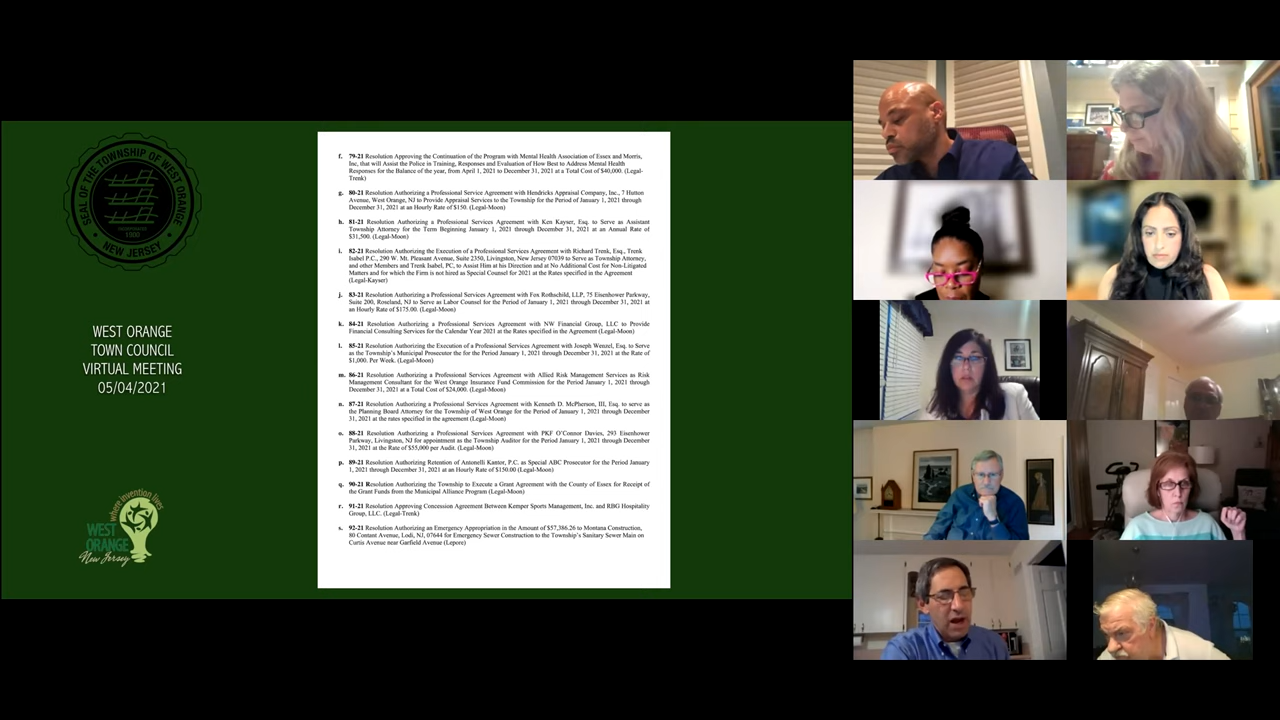 SEAL OF THE TOWNSHIP OF WEST ORANGE
INCORPORATED
1900
NEW JERSEY
WEST ORANGE
TOWN COUNCIL
VIRTUAL MEETING
05/04/2021
where invention lives
WEST
ORANGE
New Jersey
f. 79-21 Resolution Approving the Continuation of the Program with Mental Health Association of Essex and Morris,
Inc, that will Assist the Police in Training, Responses and Evaluation of How Best to Address Mental Health
Responses for the Balance of the year, from April 1, 2021 to December 31, 2021 at a Total Cost of $40,000. (Legal-
Trenk)
g. 80-21 Resolution Authorizing a Professional Service Agreement with Hendricks Appraisal Company, Inc., 7 Hutton
Avenue, West Orange, NJ to Provide Appraisal Services to the Township for the Period of January 1, 2021 through
December 31, 2021 at an Hourly Rate of $150. (Legal-Moon)
h. 81-21 Resolution Authorizing a Professional Services Agreement with Ken Kayser, Esq. to Serve as Assistant
Township Attorney for the Term Beginning January 1, 2021 through December 31, 2021 at an Annual Rate of
$31,500. (Legal-Moon)
i. 82-21 Resolution Authorizing the Execution of a Professional Services Agreement with Richard Trenk, Esq., Trenk
Isabel P.C., 290 W. Mt. Pleasant Avenue, Suite 2350, Livingston, New Jersey 07039 to Serve as Township Attorney,
and other Members and Trenk Isabel, PC, to Assist Him at his Direction and at No Additional Cost for Non-Litigated
Matters and for which the Firm is not hired as Special Counsel for 2021 at the Rates specified in the Agreement
(Legal-Kayser)
j. 83-21 Resolution Authorizing a Professional Services Agreement with Fox Rothschild, LLP, 75 Eisenhower Parkway,
Suite 200, Roseland, NJ to Serve as Labor Counsel for the Period of January 1, 2021 through December 31, 2021 at
an Hourly Rate of $175.00. (Legal-Moon)
k. 84-21 Resolution Authorizing a Professional Services Agreement with NW Financial Group, LLC to Provide
Financial Consulting Services for the Calendar Year 2021 at the Rates specified in the Agreement (Legal-Moon)
l. 85-21 Resolution Authorizing the Execution of a Professional Services Agreement with Joseph Wenzel, Esq. to Serve
as the Township's Municipal Prosecutor the for the Period January 1, 2021 through December 31, 2021 at the Rate of
$1,000. Per Week. (Legal-Moon)
m. 86-21 Resolution Authorizing a Professional Services Agreement with Allied Risk Management Services as Risk
Management Consultant for the West Orange Insurance Fund Commission for the Period January 1, 2021 through
December 31, 2021 at a Total Cost of $24,000. (Legal-Moon)
n. 87-21 Resolution Authorizing a Professional Services Agreement with Kenneth D. McPherson, III, Esq. to serve as
the Planning Board Attorney for the Township of West Orange for the Period of January 1, 2021 through December
31, 2021 at the rates specified in the agreement (Legal-Moon)
o. 88-21 Resolution Authorizing a Professional Services Agreement with PKF O'Connor Davies, 293 Eisenhower
Parkway, Livingston, NJ for appointment as the Township Auditor for the Period January 1, 2021 through December
31, 2021 at the Rate of $55,000 per Audit. (Legal-Moon)
p. 89-21 Resolution Authorizing Retention of Antonelli Kantor, P.C. as Special ABC Prosecutor for the Period January
1, 2021 through December 31, 2021 at an Hourly Rate of $150.00 (Legal-Moon)
q. 90-21 Resolution Authorizing the Township to Execute a Grant Agreement with the County of Essex for Receipt of
the Grant Funds from the Municipal Alliance Program (Legal-Moon)
r. 91-21 Resolution Approving Concession Agreement Between Kemper Sports Management, Inc. and RBG Hospitality
Group, LLC. (Legal-Trenk)
s. 92-21 Resolution Authorizing an Emergency Appropriation in the Amount of $57,386.26 to Montana Construction,
80 Contant Avenue, Lodi, NJ, 07644 for Emergency Sewer Construction to the Township's Sanitary Sewer Main on
Curtis Avenue near Garfield Avenue (Lepore)